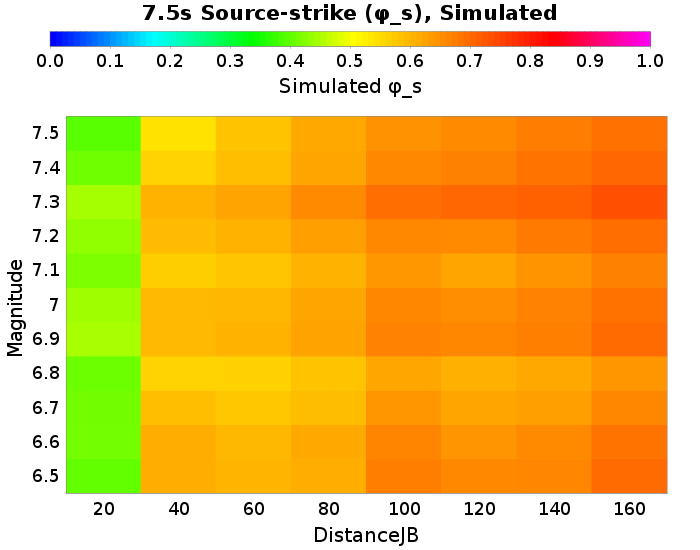 7.5s Source-strike (φ_s), Simulated
0.0 0.1 0.2 0.3 0.4 0.5 0.6 0.7 0.8 0.9 1.0
Simulated φ_s
7.5
7.4
7.3
7.2
7.1
7
6.9
6.8
6.7
6.6
6.5
Magnitude
20 40 60 80 100 120 140 160
DistanceJB